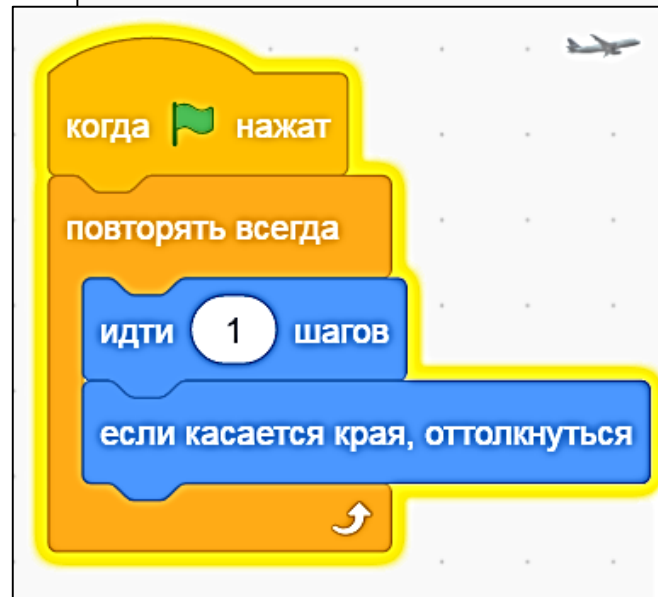 когда нажат
повторять всегда
идти 1 шагов
если касается края, оттолкнуться